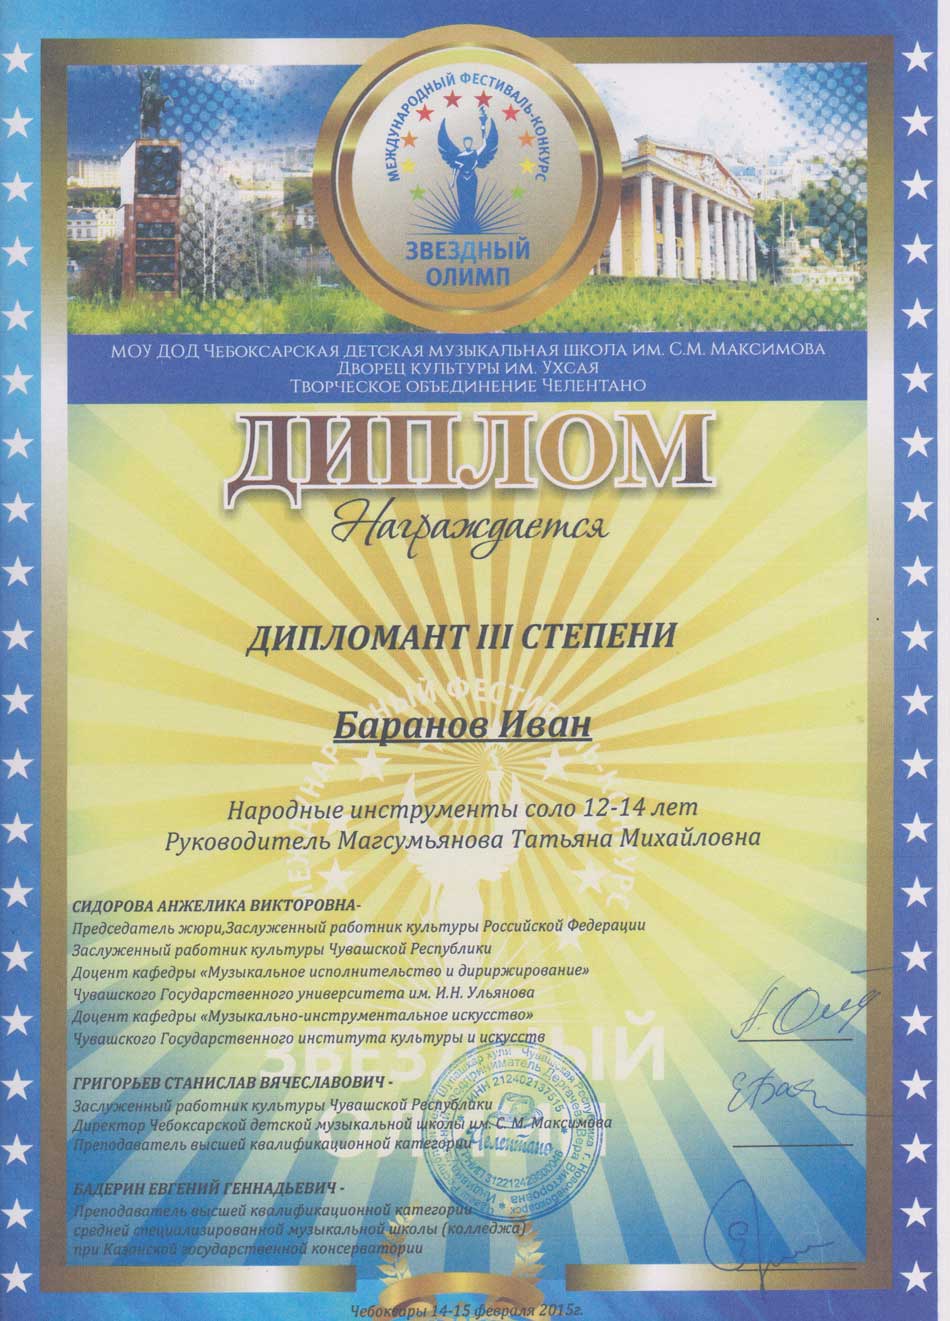 МЕЖДУНАРОДНЫЙ ФЕСТИВАЛЬ-КОНКУРС
ЗВЕЗДНЫЙ
ОЛИМП
МОУ ДОД Чебоксарская детская музыкальная школа им. С.М. Максимова
Дворец культуры им. Ухсая
Творческое объединение Челентано
ДИПЛОМ
Награждается
ДИПЛОМАНТ III СТЕПЕНИ
Баранов Иван
Народные инструменты соло 12-14 лет
Руководитель Магсумьянова Татьяна Михайловна
СИДОРОВА АНЖЕЛИКА ВИКТОРОВНА-
Председатель жюри,Заслуженный работник культуры Российской Федерации
Заслуженный работник культуры Чувашской Республики
Доцент кафедры «Музыкальное исполнительство и дириржирование»
Чувашского Государственного университета им. И.Н. Ульянова
Доцент кафедры «Музыкально-инструментальное искусство»
Чувашского Государственного института культуры и искусств
ГРИГОРЬЕВ СТАНИСЛАВ ВЯЧЕСЛАВОВИЧ -
Заслуженный работник культуры Чувашской Республики
Директор Чебоксарской детской музыкальной школы им. С. М. Максимова
Преподаватель высшей квалификационной категории
Челентано
БАДЕРИН ЕВГЕНИЙ ГЕННАДЬЕВИЧ -
Преподаватель высшей квалификационной категории
средней специализированной музыкальной школы (колледжа)
при Казанской государственной консерватории
Чебоксары 14-15 февраля 2015г.